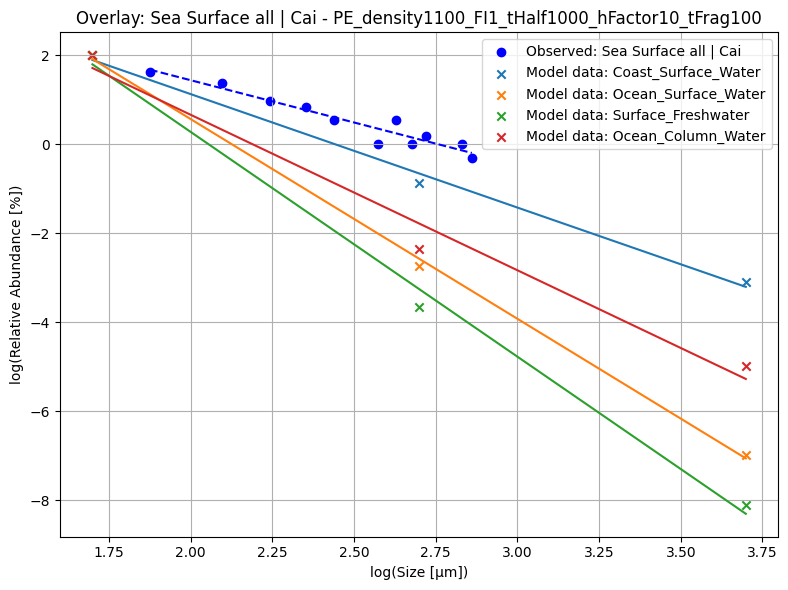 Overlay: Sea Surface all | Cai - PE_density1100_FI1_tHalf1000_hFactor10_tFrag100
Observed: Sea Surface all | Cai
Model data: Coast_Surface_Water
Model data: Ocean_Surface_Water
Model data: Surface_Freshwater
Model data: Ocean_Column_Water
log(Relative Abundance [%])
2
0
−2
−4
−6
−8
1.75
2.00
2.25
2.50
2.75
3.00
3.25
3.50
3.75
log(Size [µm])